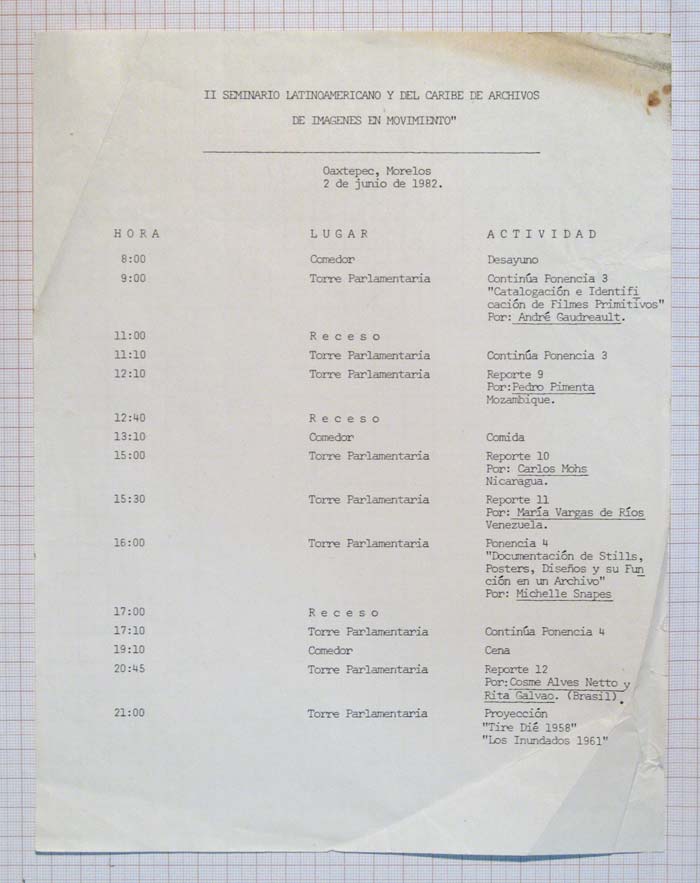 II SEMINARIO LATINOAMERICANO Y DEL CARIBE DE ARCHIVOS
DE IMAGENES EN MOVIMIENTO"
Oaxtepec, Morelos
2 de junio de 1982.
H O R A L U G A R A C T I V I D A D
8:00 Comedor Desayuno
9:00 Torre Parlamentaria Continúa Ponencia 3
"Catalogación e Identifi
cación de Filmes Primitivos"
Por: André Gaudreault.
11:00 R e c e s o
11:10 Torre Parlamentaria Continúa Ponencia 3
12:10 Torre Parlamentaria Reporte 9
Por:Pedro Pimenta
Mozambique.
12:40 R e c e s o
13:10 Comedor Comida
15:00 Torre Parlamentaria Reporte 10
Por: Carlos Mohs
Nicaragua.
15:30 Torre Parlamentaria Reporte 11
Por: María Vargas de Ríos
Venezuela.
16:00 Torre Parlamentaria Ponencia 4
"Documentación de Stills,
Posters, Diseños y su Fun
ción en un Archivo"
Por: Michelle Snapes
17:00 R e c e s o
17:10 Torre Parlamentaria Continúa Ponencia 4
19:10 Comedor Cena
20:45 Torre Parlamentaria Reporte 12
Por:Cosme Alves Netto y
Rita Galvao. (Brasil).
21:00 Torre Parlamentaria Proyección
"Tire Dié 1958"
"Los Inundados 1961"